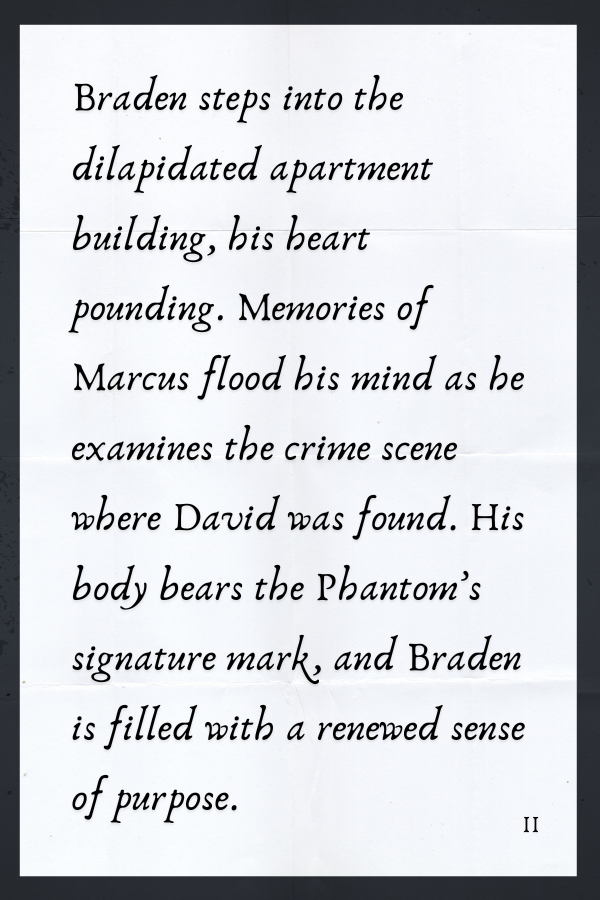 Braden steps into the
dilapidated apartment
building, his heart
pounding. Memories of
Marcus flood his mind as he
examines the crime scene
where David was found. His
body bears the Phantom’s
signature mark, and Braden
is filled with a renewed sense
of purpose.
II